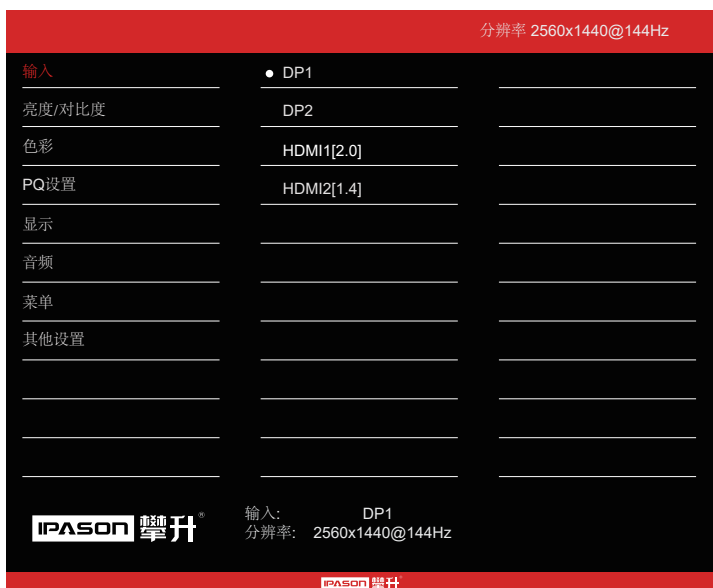 分辨率 2560x1440@144Hz
输入
● DP1
亮度/对比度
DP2
色彩
HDMI1[2.0]
PQ设置
HDMI2[1.4]
显示
音频
菜单
其他设置
IPASON 攀升®
输入: DP1
分辨率: 2560x1440@144Hz
IPASON 攀升